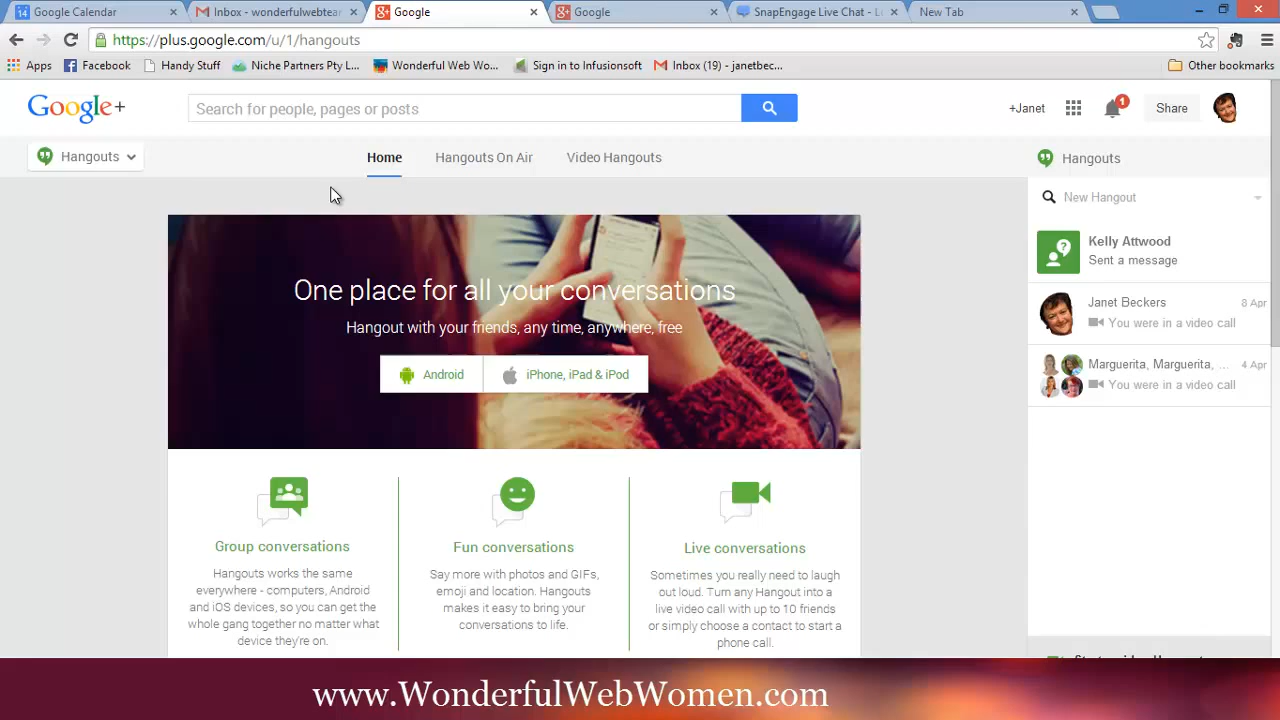 Google Calendar
Inbox - wonderfulwebtear
Google
Google
SnapEngage Live Chat - Lo
New Tab
https://plus.google.com/u/1/hangouts
Apps
Facebook
Handy Stuff
Niche Partners Pty L...
Wonderful Web Wo...
Sign in to Infusionsoft
Inbox (19) - janetbec...
Other bookmarks
Google+
Search for people, pages or posts
+Janet
1
Share
Hangouts
Home
Hangouts On Air
Video Hangouts
Hangouts
New Hangout
Kelly Attwood
Sent a message
Janet Beckers 8 Apr
You were in a video call
Marguerita, Marguerita, ... 4 Apr
You were in a video call
One place for all your conversations
Hangout with your friends, any time, anywhere, free
Android
iPhone, iPad & iPod
Group conversations
Hangouts works the same
everywhere - computers, Android
and iOS devices, so you can get the
whole gang together no matter what
device they're on.
Fun conversations
Say more with photos and GIFs,
emoji and location. Hangouts
makes it easy to bring your
conversations to life.
Live conversations
Sometimes you really need to laugh
out loud. Turn any Hangout into a
live video call with up to 10 friends
or simply choose a contact to start a
phone call.
www.WonderfulWebWomen.com